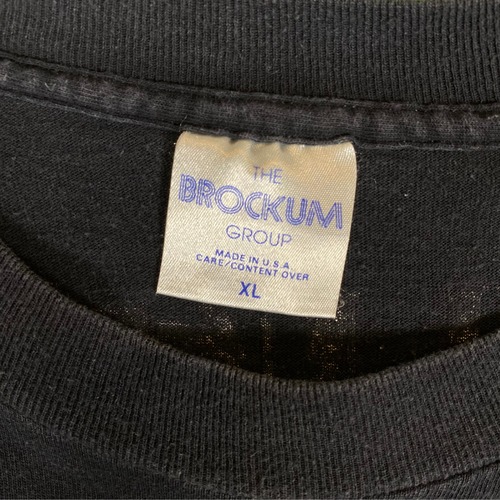 THE
BROCKUM
GROUP
MADE IN U.S.A
CARE/CONTENT OVER
XL